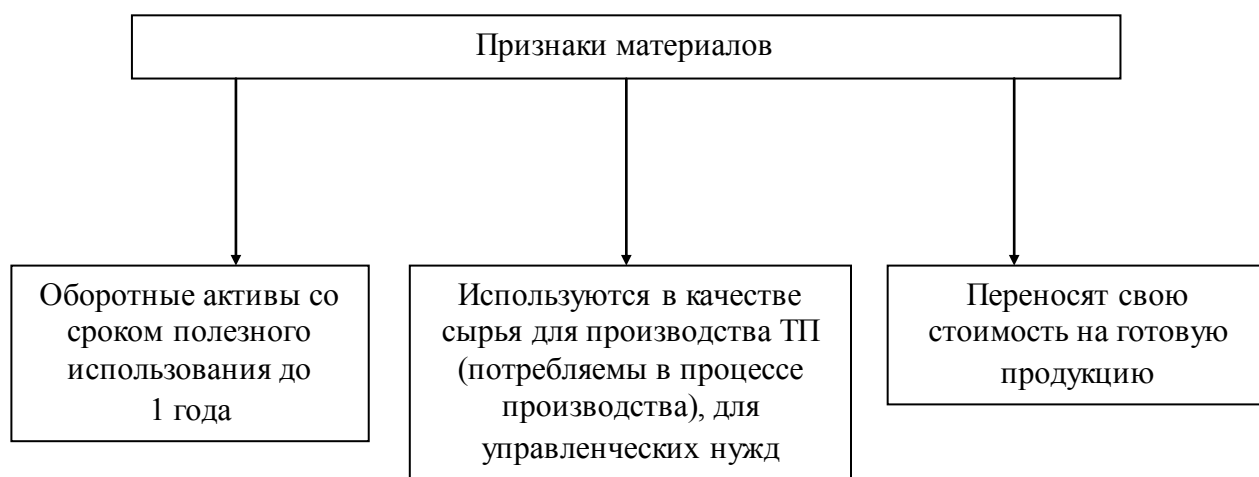 Признаки материалов
Оборотные активы со
сроком полезного
использования до
1 года
Используются в качестве
сырья для производства ТП
(потребляемы в процессе
производства), для
управленческих нужд
Переносят свою
стоимость на готовую
продукцию